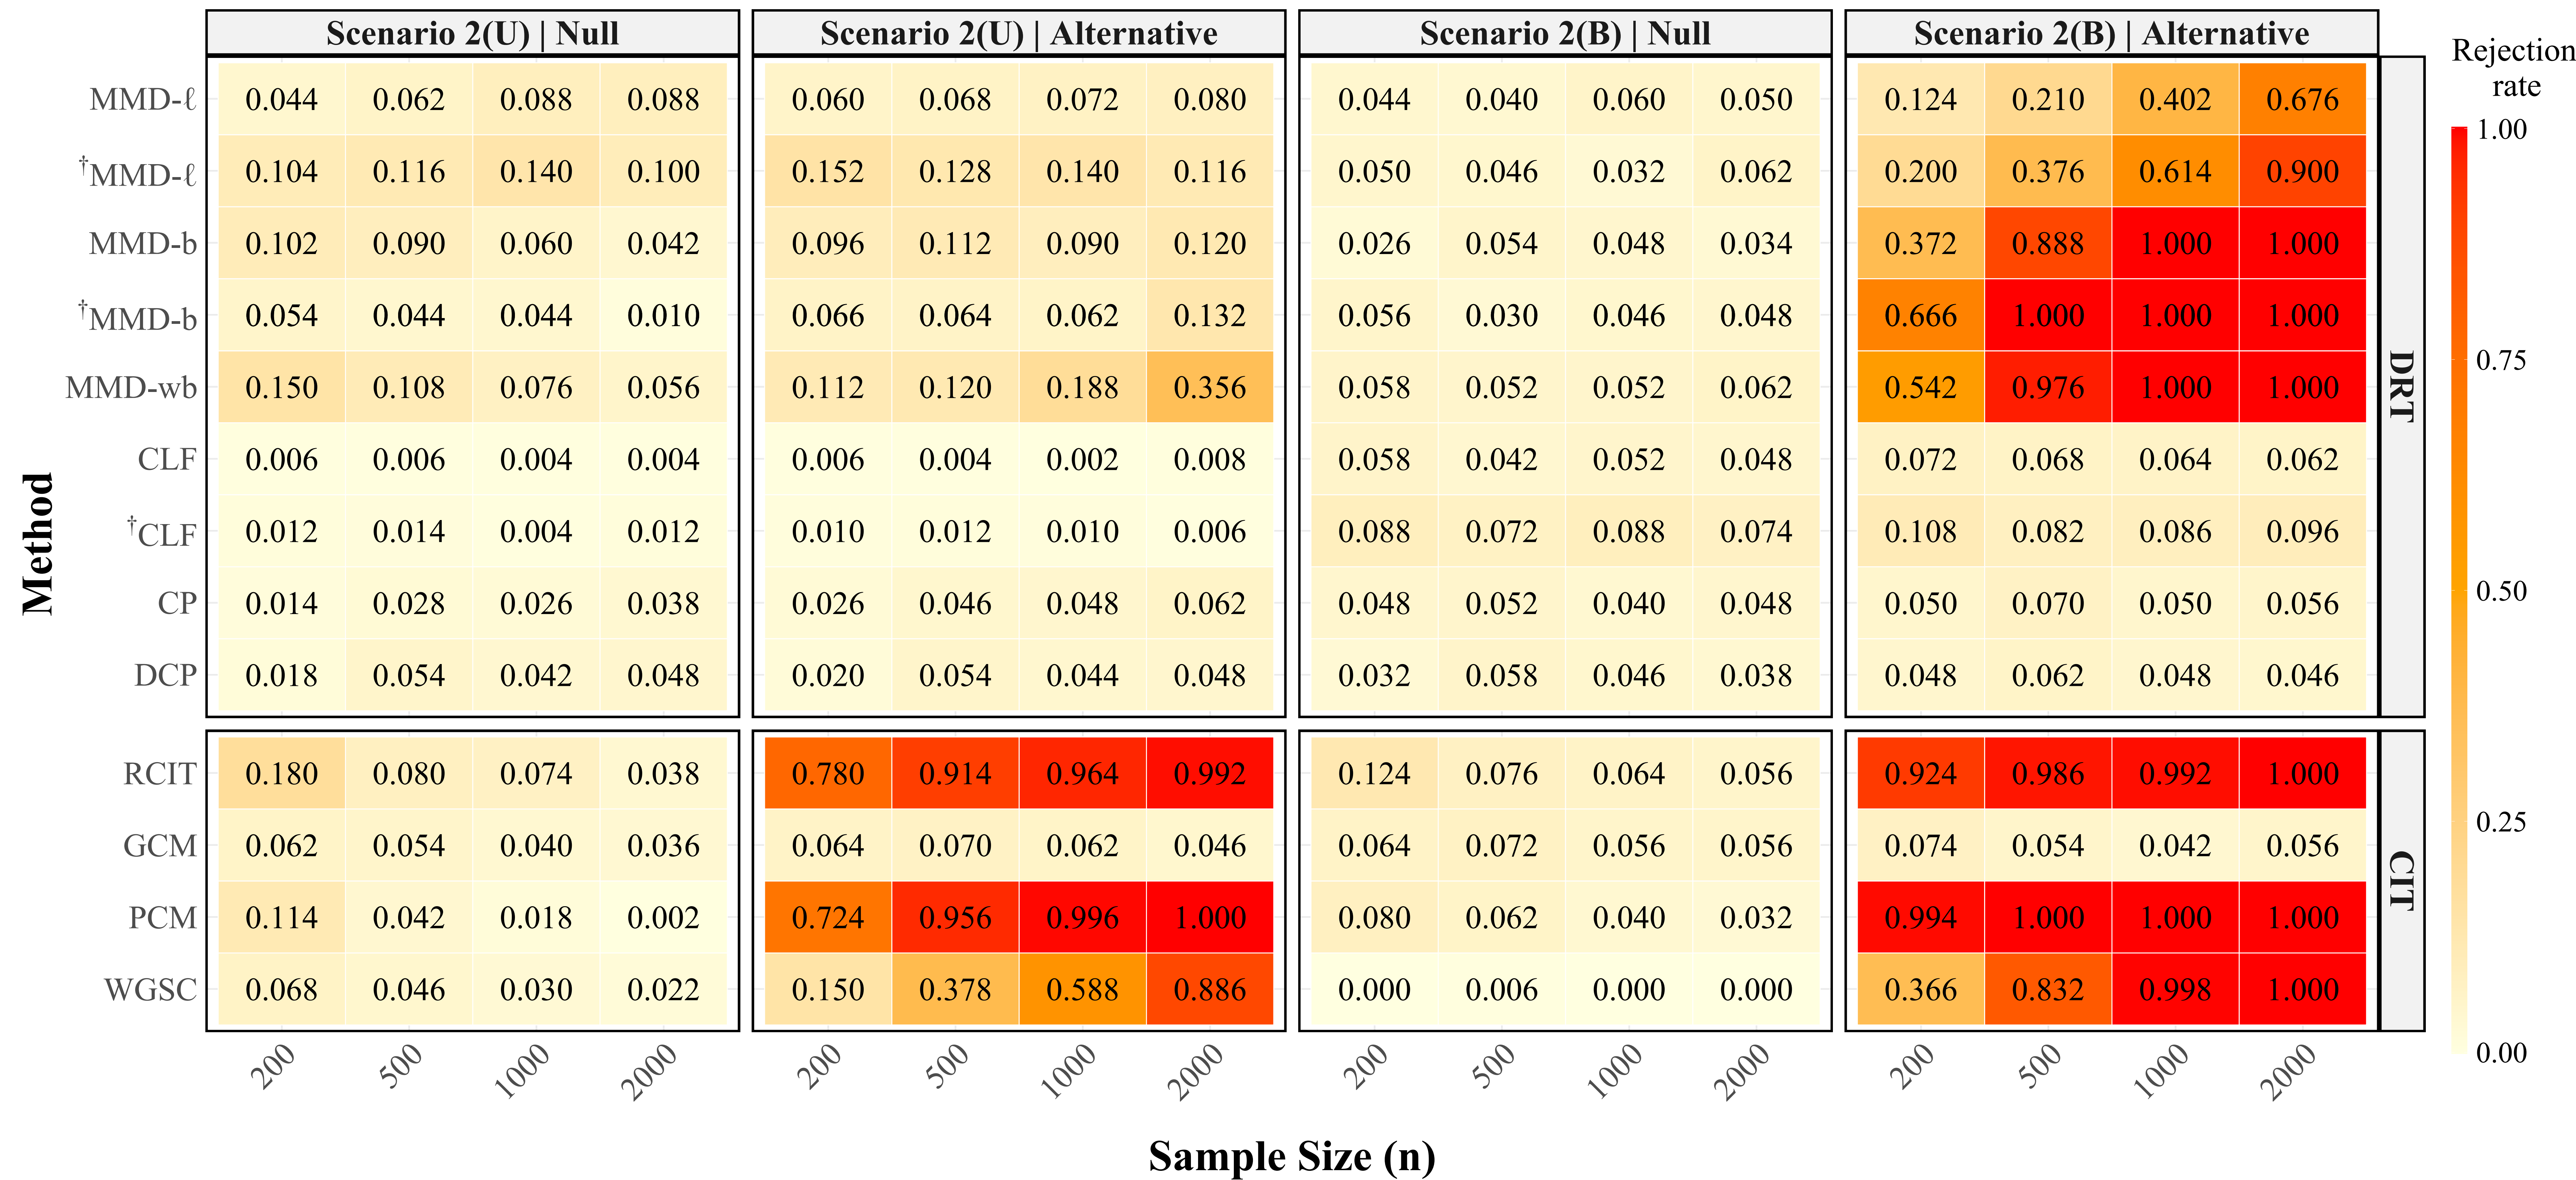 Scenario 2(U) | Null Scenario 2(U) | Alternative Scenario 2(B) | Null Scenario 2(B) | Alternative
Rejection
rate
MMD-ℓ 0.044 0.062 0.088 0.088 0.060 0.068 0.072 0.080 0.044 0.040 0.060 0.050 0.124 0.210 0.402 0.676
†MMD-ℓ 0.104 0.116 0.140 0.100 0.152 0.128 0.140 0.116 0.050 0.046 0.032 0.062 0.200 0.376 0.614 0.900
MMD-b 0.102 0.090 0.060 0.042 0.096 0.112 0.090 0.120 0.026 0.054 0.048 0.034 0.372 0.888 1.000 1.000
†MMD-b 0.054 0.044 0.044 0.010 0.066 0.064 0.062 0.132 0.056 0.030 0.046 0.048 0.666 1.000 1.000 1.000
MMD-wb 0.150 0.108 0.076 0.056 0.112 0.120 0.188 0.356 0.058 0.052 0.052 0.062 0.542 0.976 1.000 1.000
CLF 0.006 0.006 0.004 0.004 0.006 0.004 0.002 0.008 0.058 0.042 0.052 0.048 0.072 0.068 0.064 0.062
†CLF 0.012 0.014 0.004 0.012 0.010 0.012 0.010 0.006 0.088 0.072 0.088 0.074 0.108 0.082 0.086 0.096
CP 0.014 0.028 0.026 0.038 0.026 0.046 0.048 0.062 0.048 0.052 0.040 0.048 0.050 0.070 0.050 0.056
DCP 0.018 0.054 0.042 0.048 0.020 0.054 0.044 0.048 0.032 0.058 0.046 0.038 0.048 0.062 0.048 0.046
DRT
RCIT 0.180 0.080 0.074 0.038 0.780 0.914 0.964 0.992 0.124 0.076 0.064 0.056 0.924 0.986 0.992 1.000
GCM 0.062 0.054 0.040 0.036 0.064 0.070 0.062 0.046 0.064 0.072 0.056 0.056 0.074 0.054 0.042 0.056
PCM 0.114 0.042 0.018 0.002 0.724 0.956 0.996 1.000 0.080 0.062 0.040 0.032 0.994 1.000 1.000 1.000
WGSC 0.068 0.046 0.030 0.022 0.150 0.378 0.588 0.886 0.000 0.006 0.000 0.000 0.366 0.832 0.998 1.000
CIT
200 500 1000 2000 200 500 1000 2000 200 500 1000 2000 200 500 1000 2000
Sample Size (n)
Method
1.00
0.75
0.50
0.25
0.00